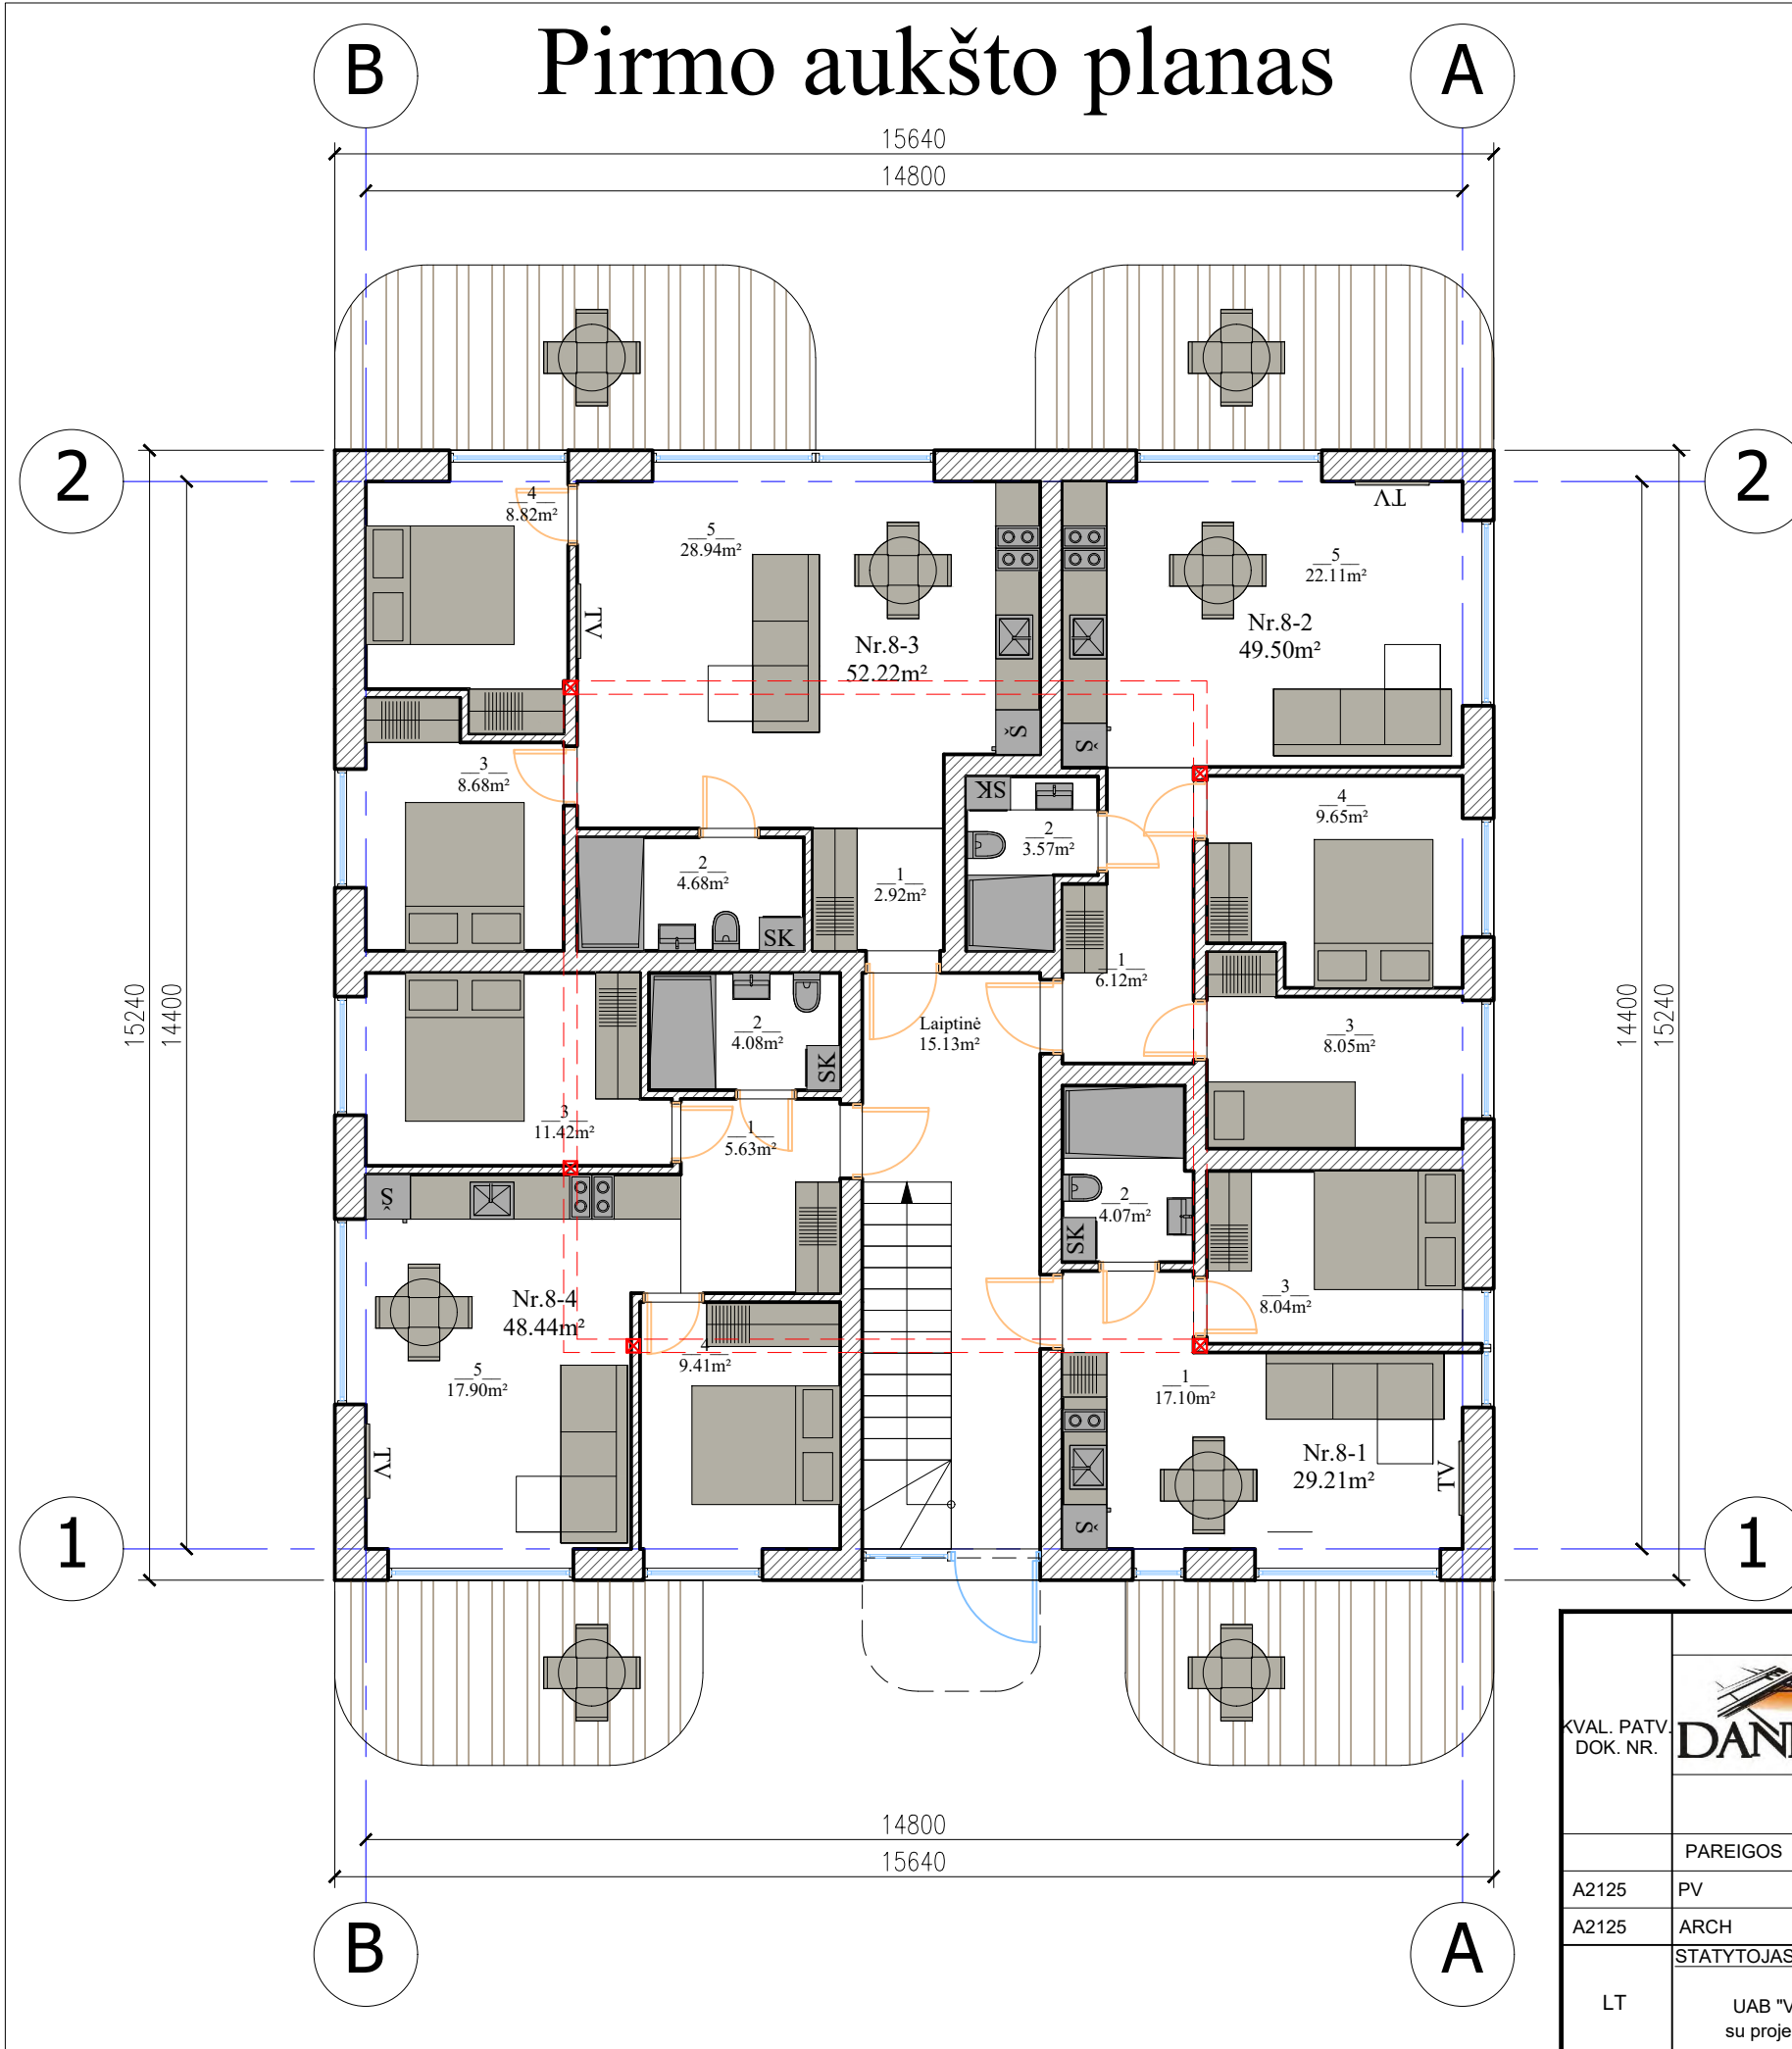 Pirmo aukšto planas
B
A
15640
14800
2
2
4
8.82m²
5
28.94m²
5
22.11m²
TV
TV
Nr.8-3
52.22m²
Nr.8-2
49.50m²
Š
Š
3
8.68m²
SK
4
9.65m²
2
3.57m²
2
4.68m²
1
2.92m²
SK
1
6.12m²
15240
14400
14400
15240
2
4.08m²
SK
Laiptinė
15.13m²
3
8.05m²
3
11.42m²
1
5.63m²
Š
2
4.07m²
SK
3
8.04m²
Nr.8-4
48.44m²
4
9.41m²
5
17.90m²
1
17.10m²
TV
Nr.8-1
29.21m²
TV
Š
1
1
14800
15640
B
A
KVAL. PATV.
DOK. NR.
PAREIGOS
A2125
PV
A2125
ARCH
STATYTOJAS
LT
UAB "V
su proje